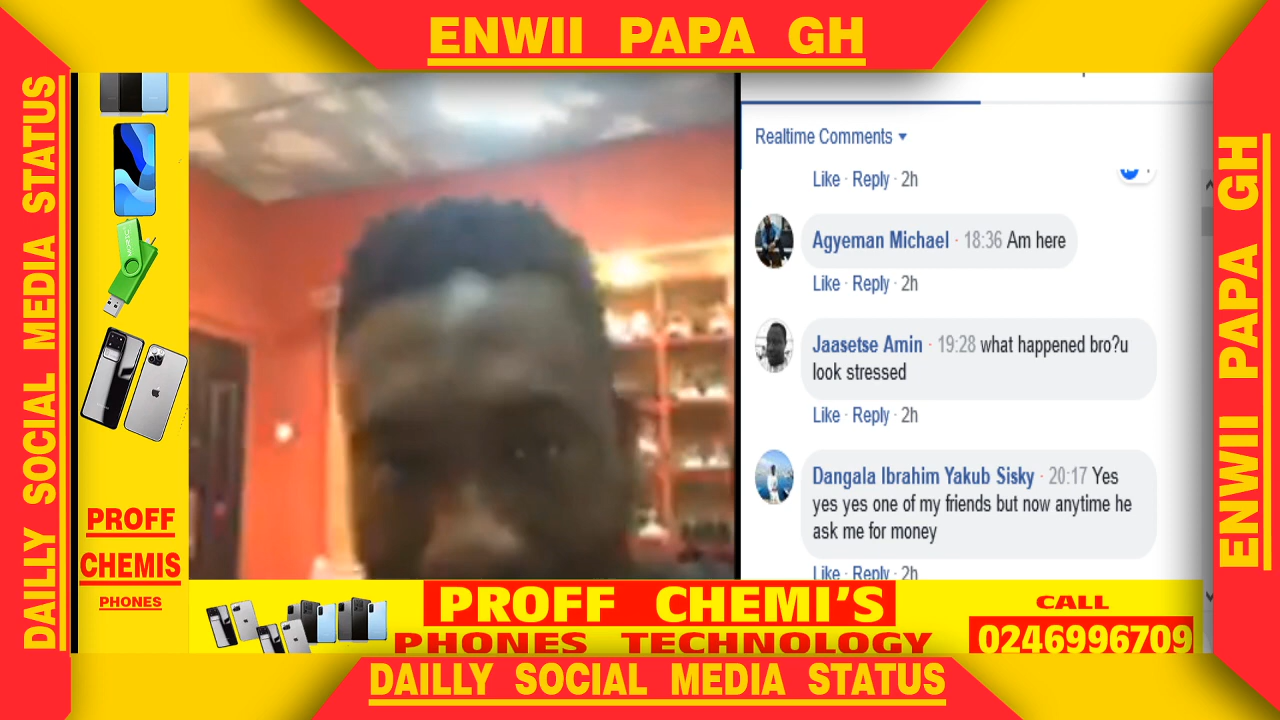 ENWII PAPA GH
DAILLY SOCIAL MEDIA STATUS
PROFF
CHEMIS
PHONES
Realtime Comments
Like · Reply · 2h
Agyeman Michael · 18:36 Am here
Like · Reply · 2h
Jaasetse Amin · 19:28 what happened bro?u
look stressed
Like · Reply · 2h
Dangala Ibrahim Yakub Sisky · 20:17 Yes
yes yes one of my friends but now anytime he
ask me for money
Like · Reply · 2h
ENWII PAPA GH
PROFF CHEMI'S
PHONES TECHNOLOGY
CALL
0246996709
DAILLY SOCIAL MEDIA STATUS